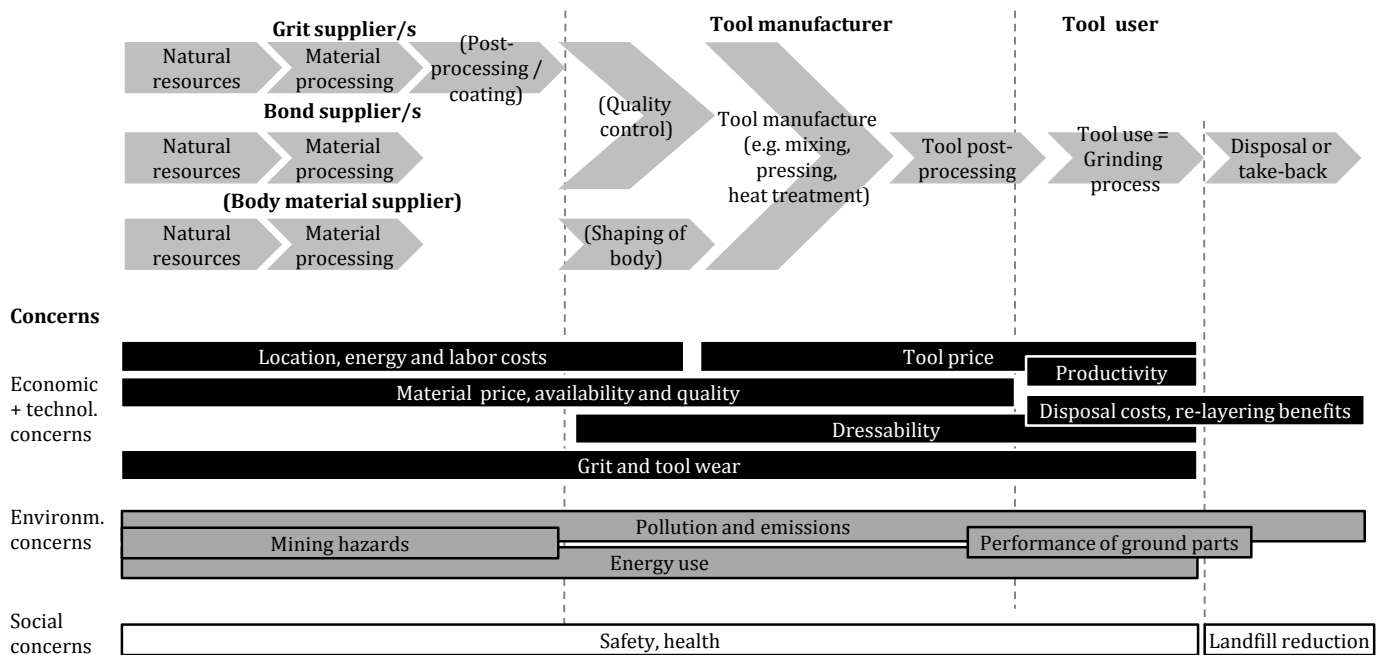 Grit supplier/s
Tool manufacturer
Tool user
Natural
resources
Material
processing
(Post-
processing /
coating)
Bond supplier/s
Natural
resources
Material
processing
(Quality
control)
Tool manufacture
(e.g. mixing,
pressing,
heat treatment)
Tool post-
processing
Tool use =
Grinding
process
Disposal or
take-back
(Body material supplier)
Natural
resources
Material
processing
(Shaping of
body)
Concerns
Economic
+ technol.
concerns
Location, energy and labor costs
Tool price
Productivity
Material price, availability and quality
Disposal costs, re-layering benefits
Dressability
Grit and tool wear
Environm.
concerns
Pollution and emissions
Mining hazards
Performance of ground parts
Energy use
Social
concerns
Safety, health
Landfill reduction